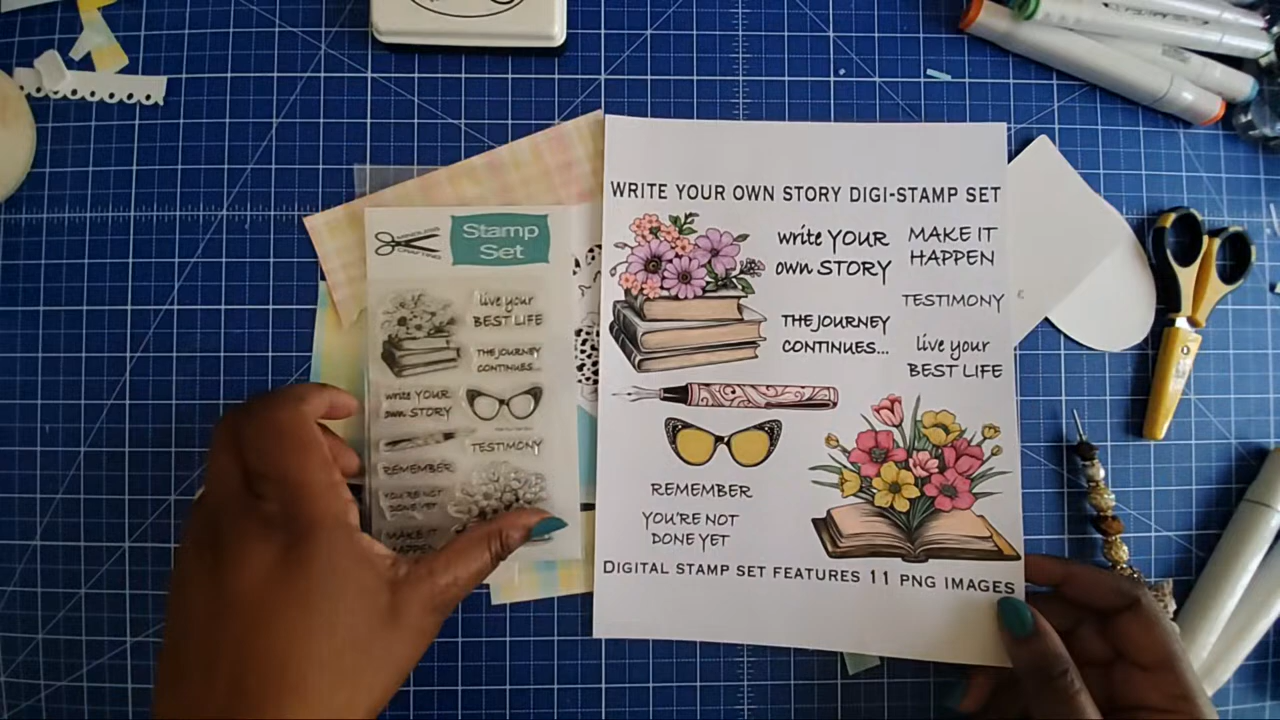 MINDLESS
CRAFTING
Stamp
Set
live your
BEST LIFE
THE JOURNEY
CONTINUES...
write YOUR
own STORY
TESTIMONY
REMEMBER
YOU'RE NOT
DONE YET
MAKE IT
HAPPEN
WRITE YOUR OWN STORY DIGI-STAMP SET
write YOUR
own STORY
MAKE IT
HAPPEN
TESTIMONY
THE JOURNEY
CONTINUES...
live your
BEST LIFE
REMEMBER
YOU'RE NOT
DONE YET
DIGITAL STAMP SET FEATURES 11 PNG IMAGES